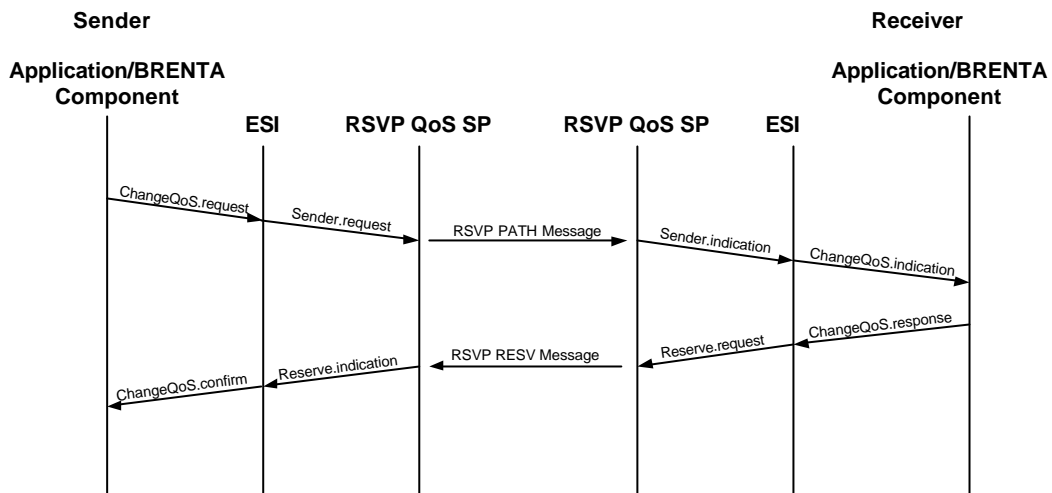 Sender
Receiver
Application/BRENTA
Component
Application/BRENTA
Component
ESI
RSVP QoS SP
RSVP QoS SP
ESI
ChangeQoS.request
Sender.request
RSVP PATH Message
Sender.indication
ChangeQoS.indication
ChangeQoS.response
Reserve.request
RSVP RESV Message
Reserve.indication
ChangeQoS.confirm